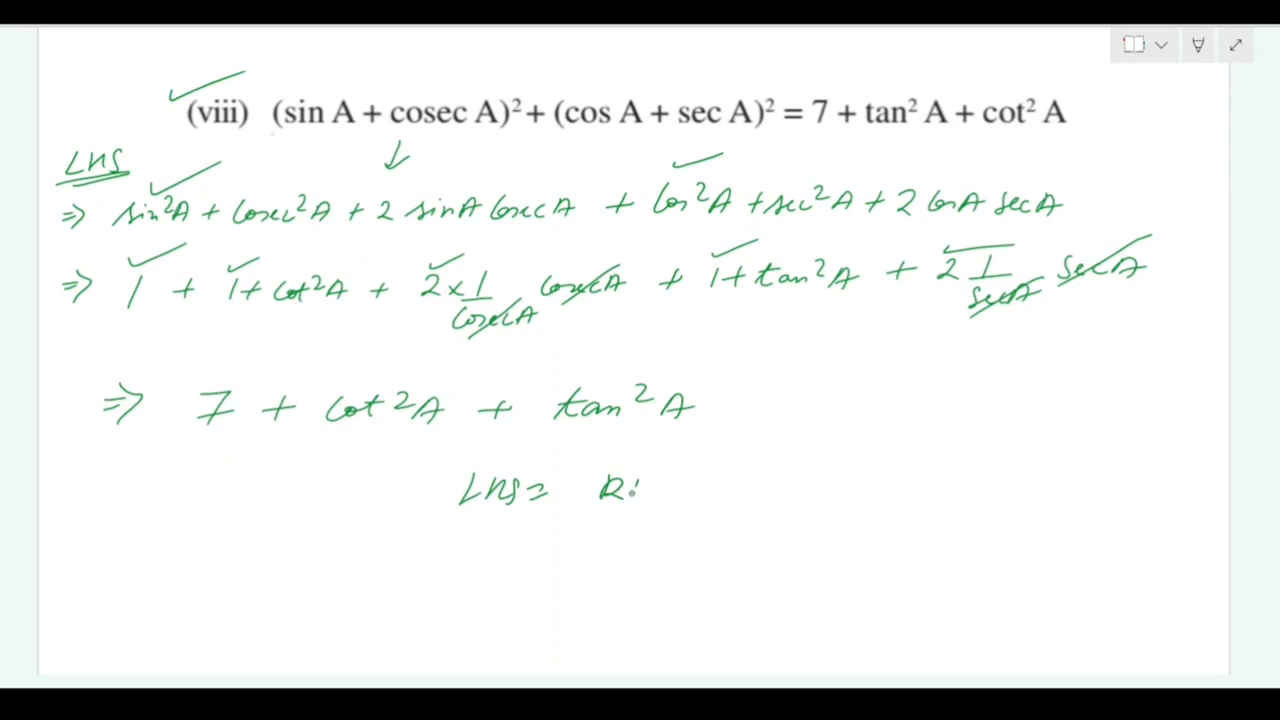 (viii) (sin A + cosec A)² + (cos A + sec A)² = 7 + tan² A + cot² A
LHS
⇒ sin²A + cosec²A + 2 sinA cosecA + cos²A + sec²A + 2 cosA secA
⇒ 1 + 1 + cot²A + 2 × 1/cosecA cosecA + 1 + tan²A + 2 1/secA secA
⇒ 7 + cot²A + tan²A
LHS = R